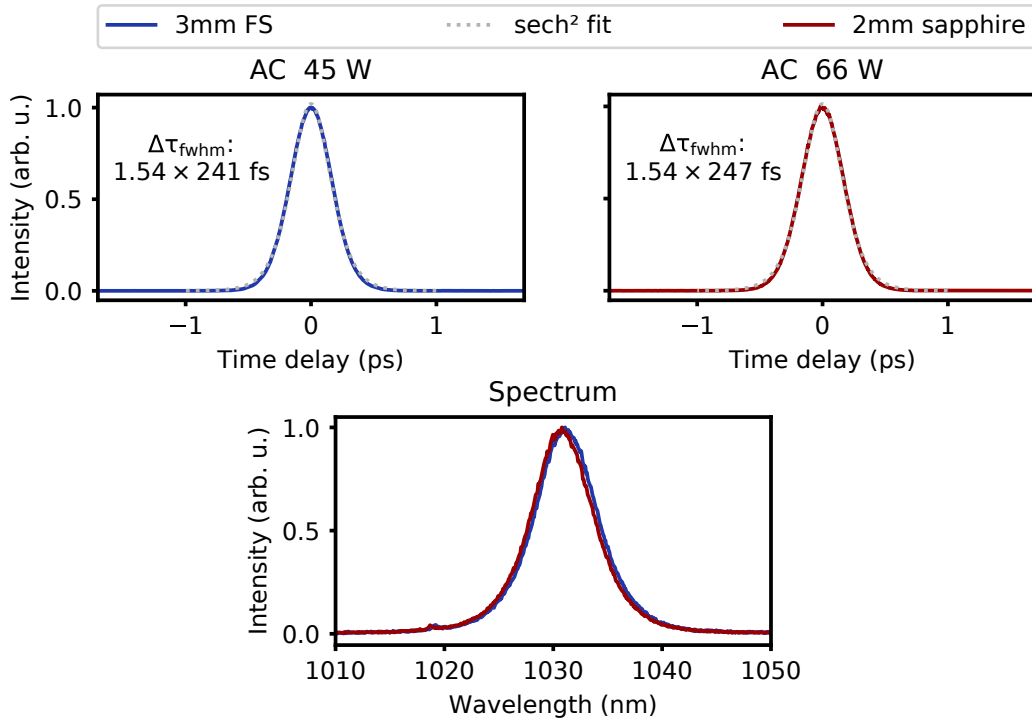 3mm FS
sech² fit
2mm sapphire
AC 45 W
AC 66 W
Intensity (arb. u.)
1.0
0.5
0.0
Δτfwhm:
1.54 × 241 fs
Δτfwhm:
1.54 × 247 fs
−1
0
1
−1
0
1
Time delay (ps)
Time delay (ps)
Spectrum
Intensity (arb. u.)
1.0
0.5
0.0
1010
1020
1030
1040
1050
Wavelength (nm)